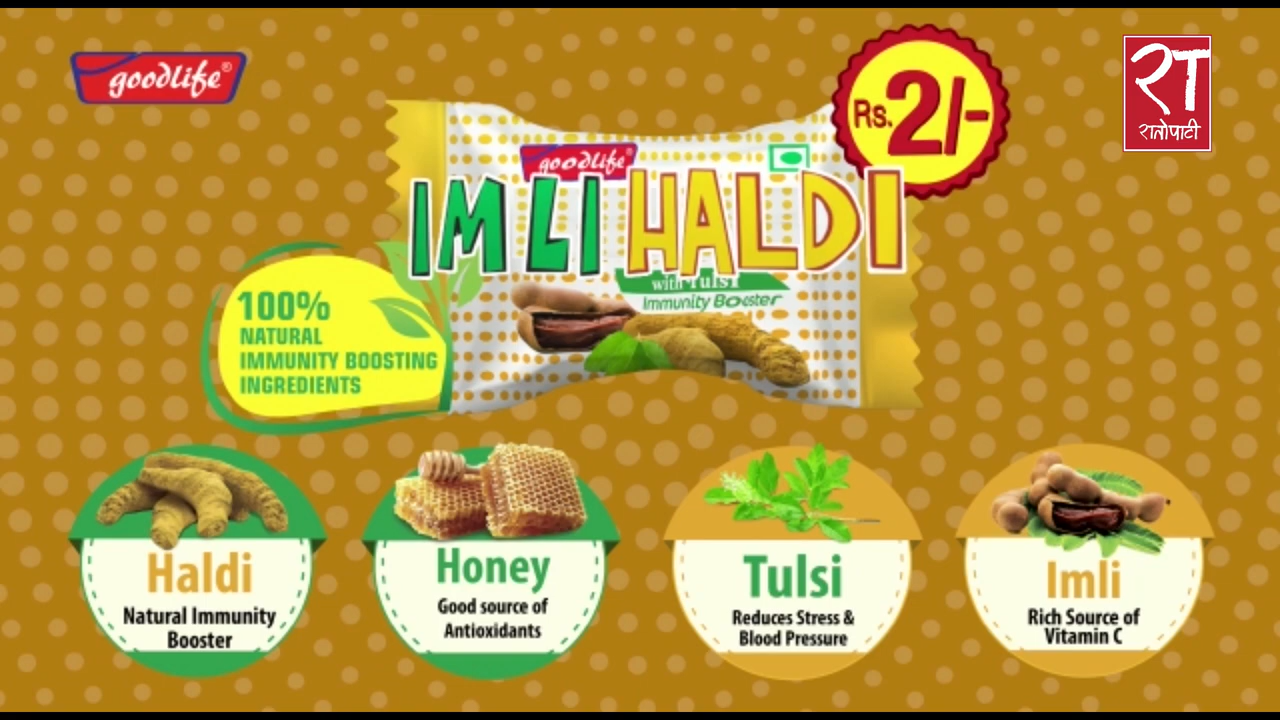 goodlife®
Rs. 2/-
रा
रातोपाटी
goodlife®
IMLI HALDI
with Tulsi
Immunity Booster
100%
NATURAL
IMMUNITY BOOSTING
INGREDIENTS
Haldi
Natural Immunity
Booster
Honey
Good source of
Antioxidants
Tulsi
Reduces Stress &
Blood Pressure
Imli
Rich Source of
Vitamin C